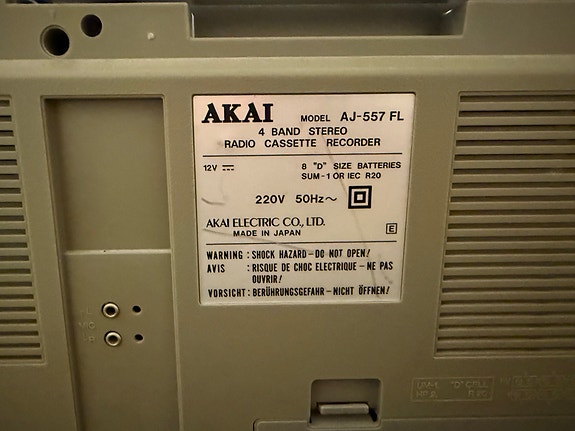 AKAI MODEL AJ-557 FL
4 BAND STEREO
RADIO CASSETTE RECORDER
12V ⎓ 8 "D" SIZE BATTERIES
SUM-1 OR IEC R20
220V 50Hz~
AKAI ELECTRIC CO., LTD.
MADE IN JAPAN E
WARNING : SHOCK HAZARD – DO NOT OPEN!
AVIS : RISQUE DE CHOC ELECTRIQUE – NE PAS
OUVRIR!
VORSICHT : BERÜHRUNGSGEFAHR – NICHT ÖFFNEN!
MIC
"D" CELL